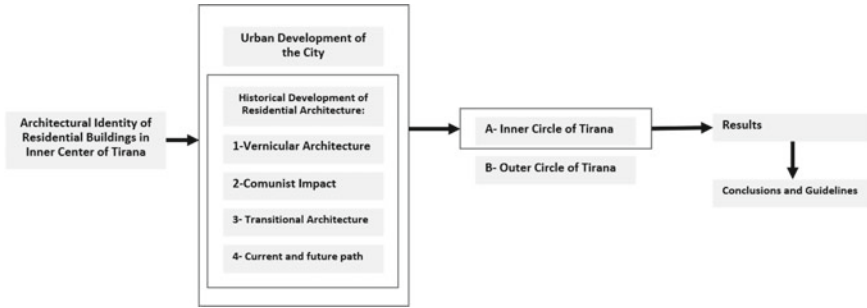 Architectural Identity of
Residential Buildings in
Inner Center of Tirana
Urban Development of
the City
Historical Development of
Residential Architecture:
1-Vernicular Architecture
2-Comunist Impact
3- Transitional Architecture
4- Current and future path
A- Inner Circle of Tirana
B- Outer Circle of Tirana
Results
Conclusions and Guidelines